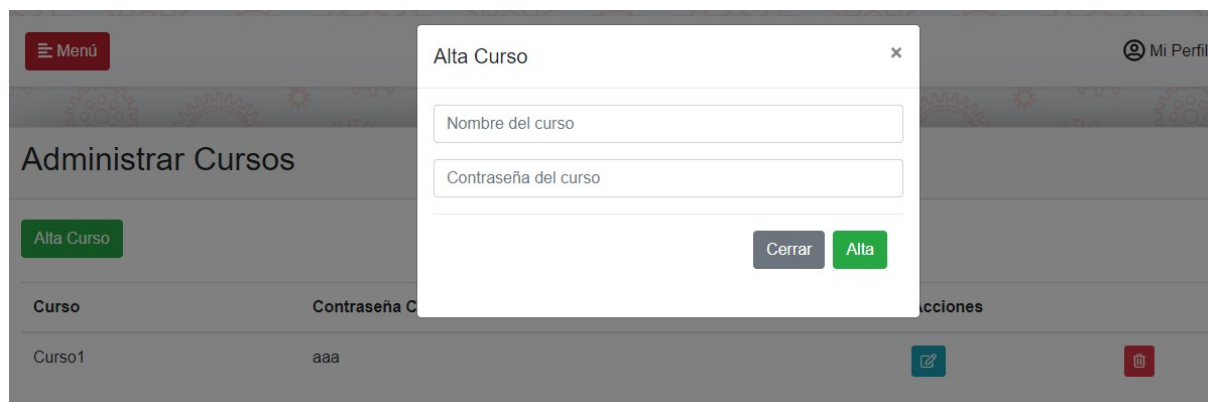 Menú
Alta Curso
×
Mi Perfil
Nombre del curso
Administrar Cursos
Contraseña del curso
Alta Curso
Cerrar
Alta
Curso
Contraseña C
cciones
Curso1
aaa